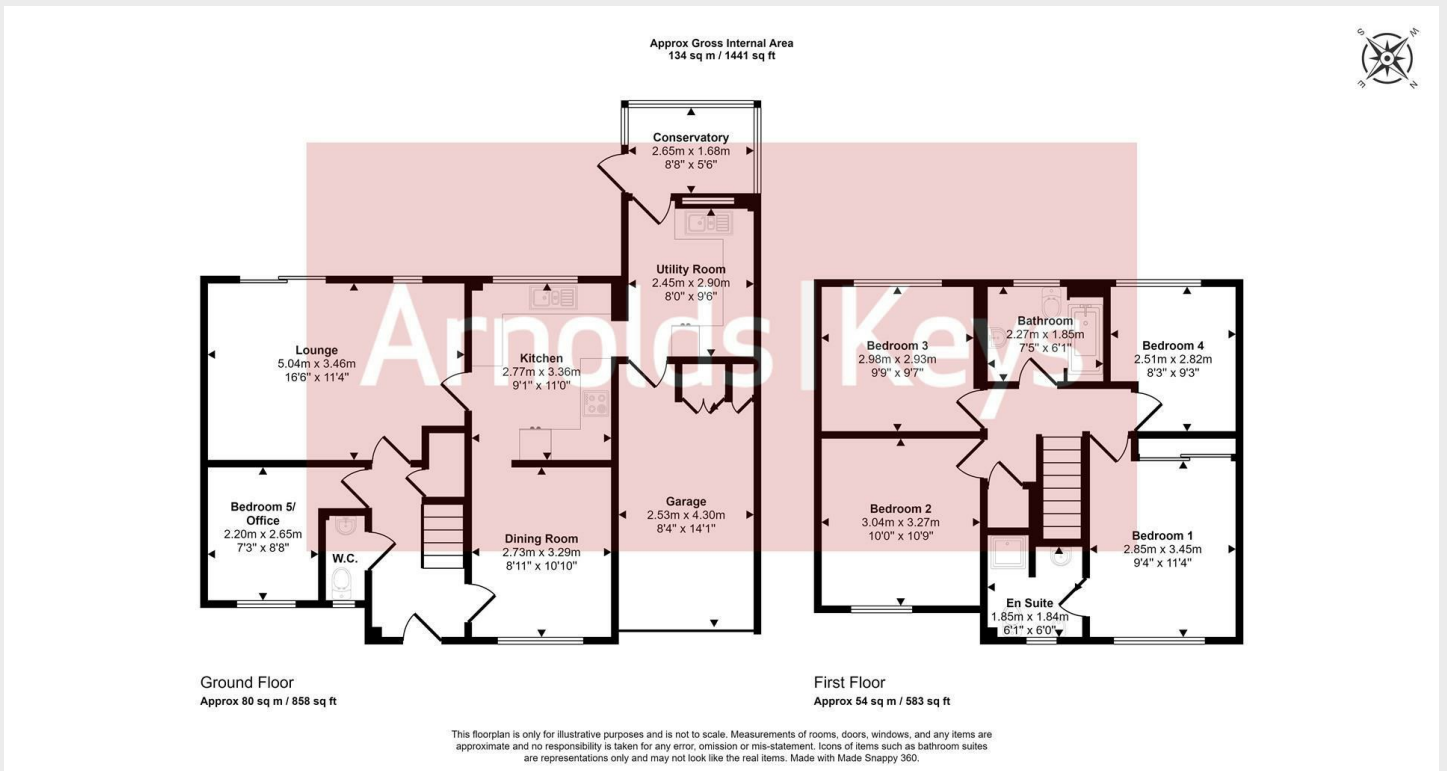 Approx Gross Internal Area
134 sq m / 1441 sq ft
S
W
E
N
Conservatory
2.65m x 1.68m
8'8" x 5'6"
Utility Room
2.45m x 2.90m
8'0" x 9'6"
Lounge
5.04m x 3.46m
16'6" x 11'4"
Kitchen
2.77m x 3.36m
9'1" x 11'0"
Bedroom 5/
Office
2.20m x 2.65m
7'3" x 8'8"
W.C.
Dining Room
2.73m x 3.29m
8'11" x 10'10"
Garage
2.53m x 4.30m
8'4" x 14'1"
Bedroom 3
2.98m x 2.93m
9'9" x 9'7"
Bathroom
2.27m x 1.85m
7'5" x 6'1"
Bedroom 4
2.51m x 2.82m
8'3" x 9'3"
Bedroom 2
3.04m x 3.27m
10'0" x 10'9"
Bedroom 1
2.85m x 3.45m
9'4" x 11'4"
En Suite
1.85m x 1.84m
6'1" x 6'0"
Arnolds|Keys
Ground Floor
Approx 80 sq m / 858 sq ft
First Floor
Approx 54 sq m / 583 sq ft
This floorplan is only for illustrative purposes and is not to scale. Measurements of rooms, doors, windows, and any items are
approximate and no responsibility is taken for any error, omission or mis-statement. Icons of items such as bathroom suites
are representations only and may not look like the real items. Made with Made Snappy 360.